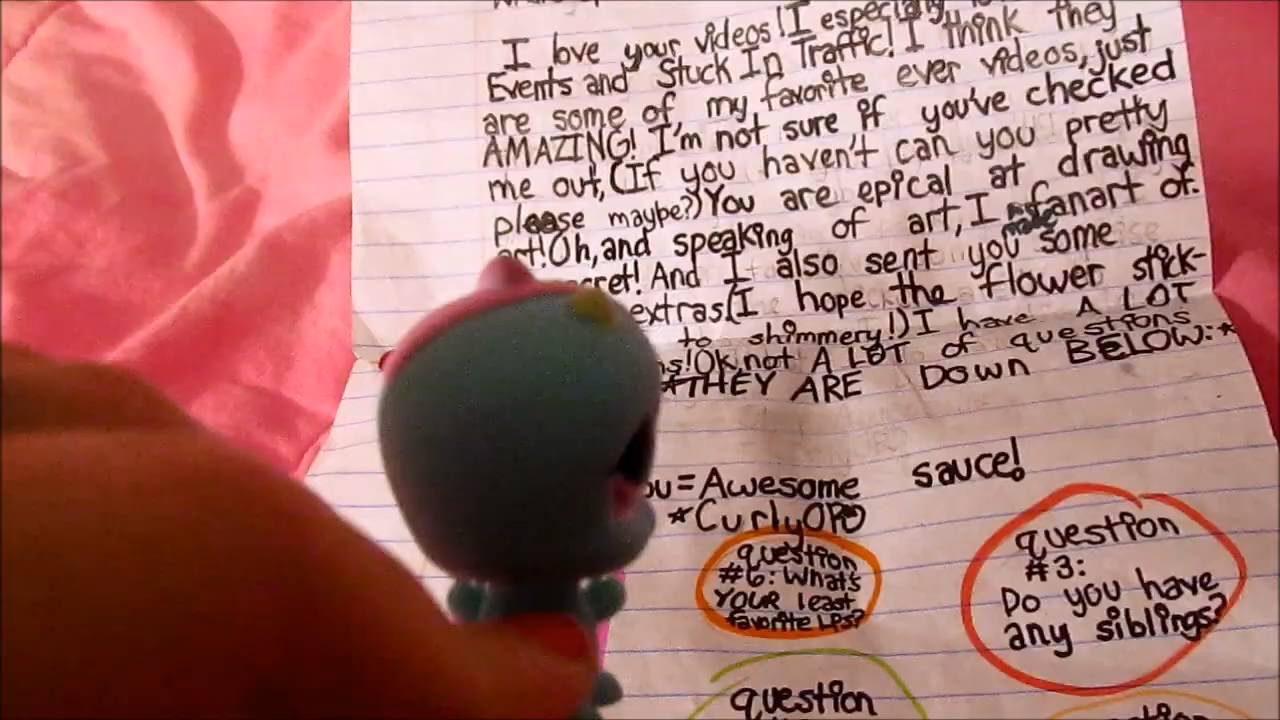 I love your videos! I especially
Events and Stuck In Traffic! I think they
are some of my favorite ever videos, just
AMAZING! I'm not sure if you've checked
me out, (If you haven't can you pretty
please maybe?) You are epical at drawing
art! Oh, and speaking of art, I made fanart of
And I also sent you some
extras (I hope the flower stick-
to shimmery!) I have A LOT
Ok, not A LOT of questions
*THEY ARE DOWN BELOW:*
=Awesome sauce!
*CurlyOP
question
#6: What's
YOUR least
favorite LPS?
question
#3:
Do you have
any siblings?
question